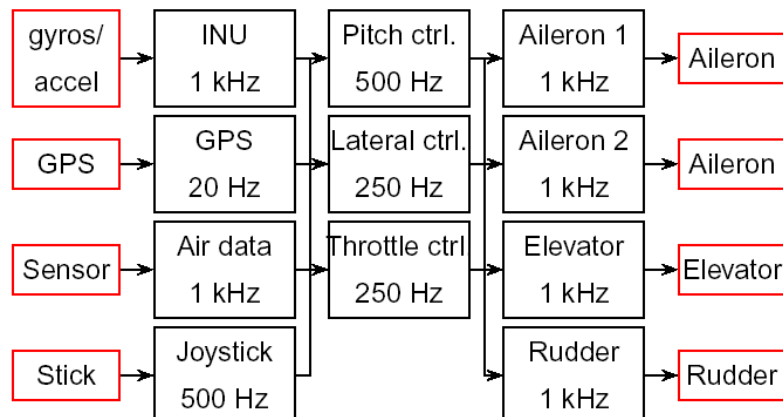 gyros/
accel
INU
1 kHz
Pitch ctrl.
500 Hz
Aileron 1
1 kHz
Aileron
GPS
GPS
20 Hz
Lateral ctrl.
250 Hz
Aileron 2
1 kHz
Aileron
Sensor
Air data
1 kHz
Throttle ctrl.
250 Hz
Elevator
1 kHz
Elevator
Stick
Joystick
500 Hz
Rudder
1 kHz
Rudder